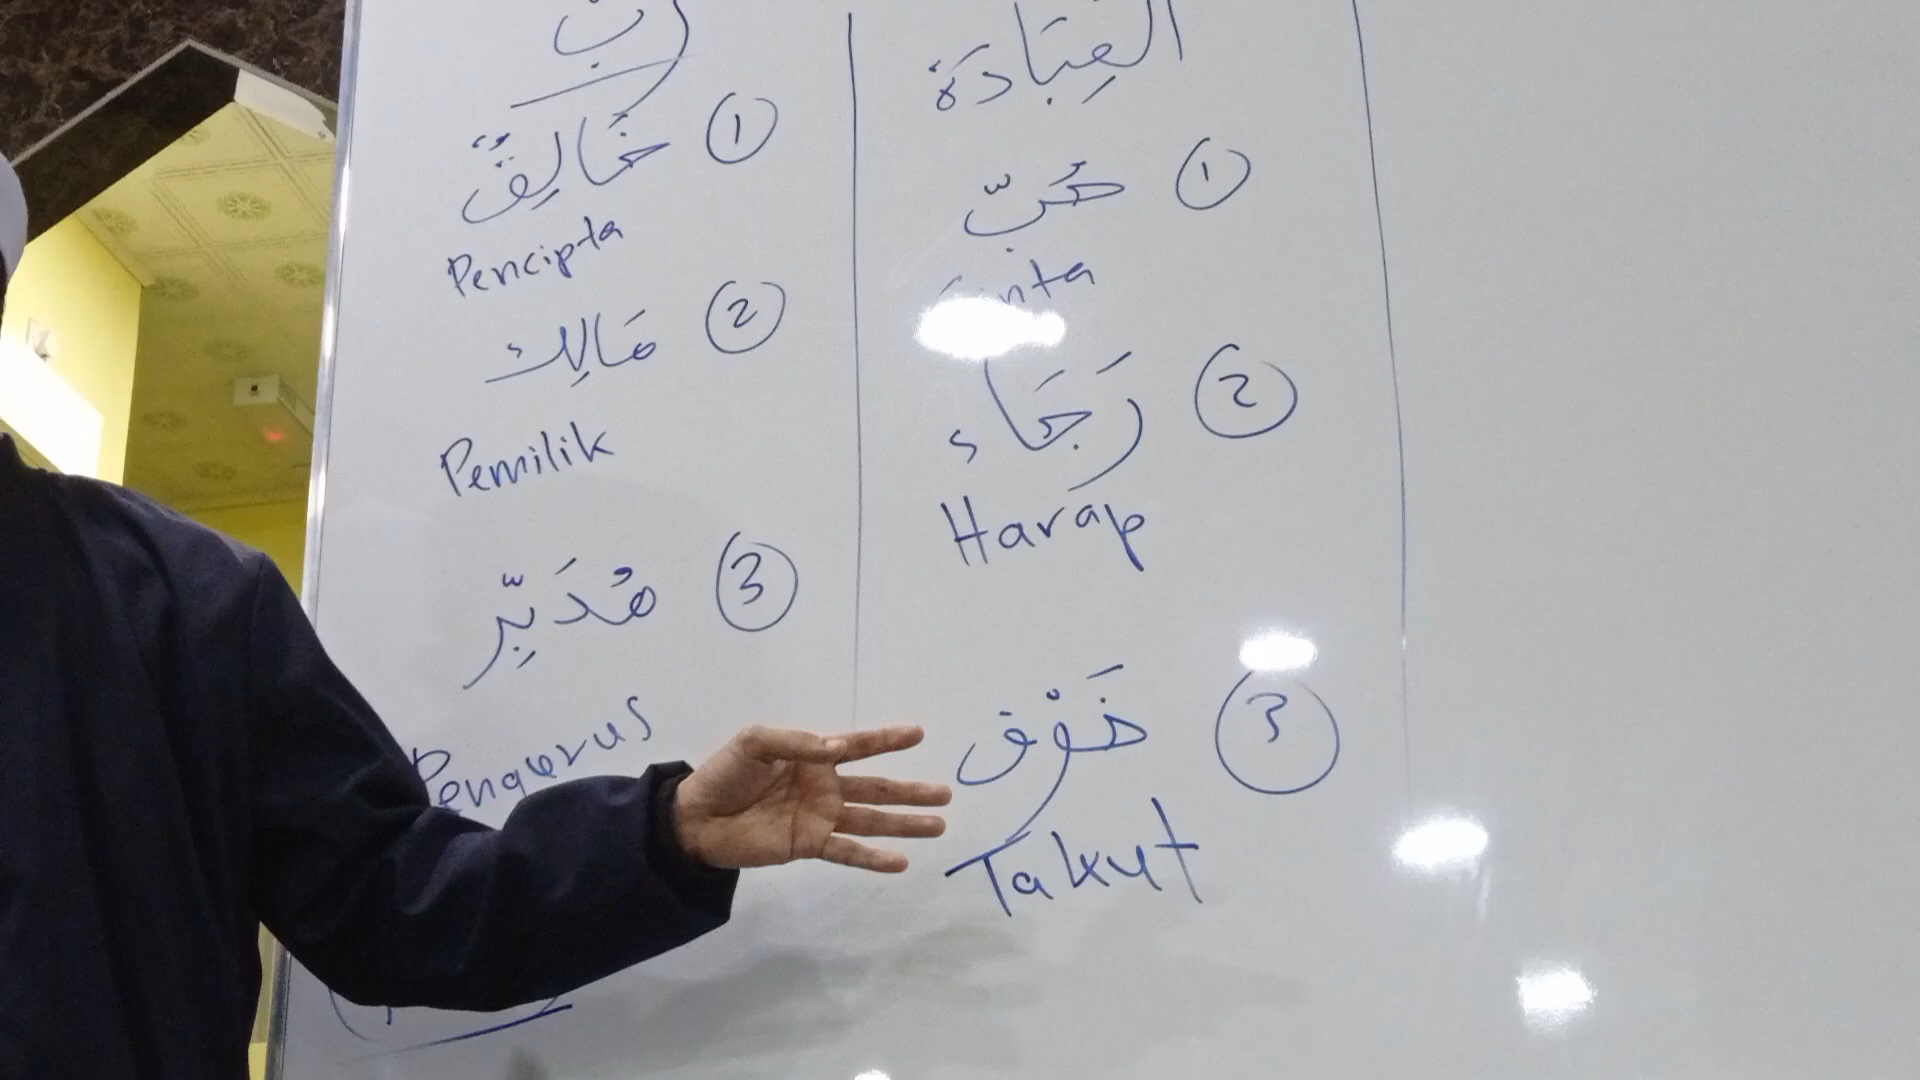 رَبّ
① خَالِقٌ
Pencipta
② مَالِك
Pemilik
③ مُدَبِّر
Pengurus
العِبَادَة
① حُبّ
Cinta
② رَجَاء
Harap
③ خَوْف
Takut